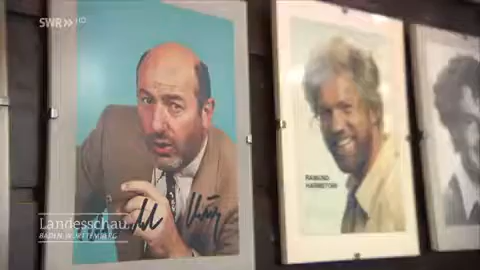 SWR»HD
Landesschau
BADEN-WÜRTTEMBERG
RAIMUND
HARMSTORF